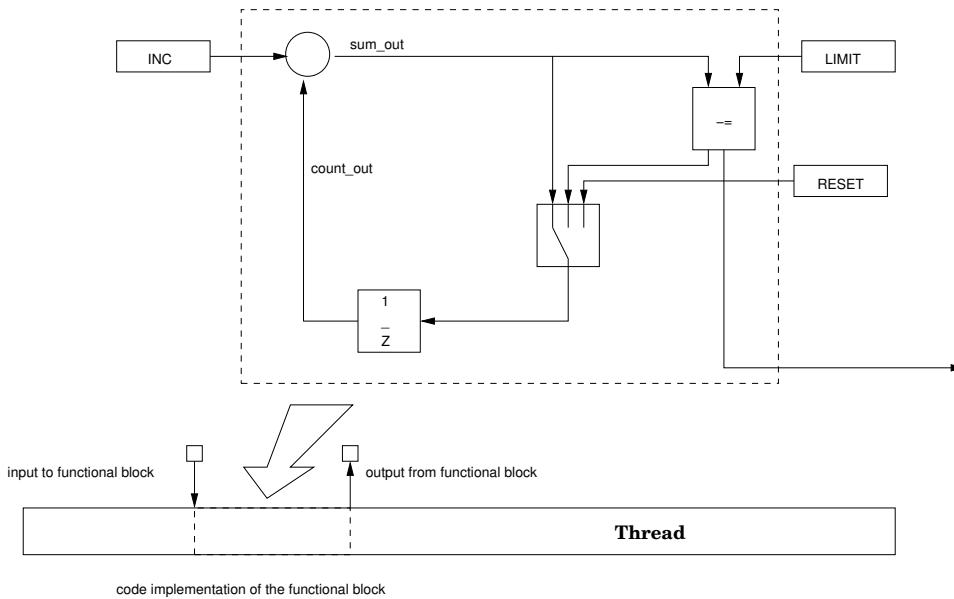 sum_out
INC
LIMIT
–=
count_out
RESET
1
–
Z
input to functional block
output from functional block
Thread
code implementation of the functional block